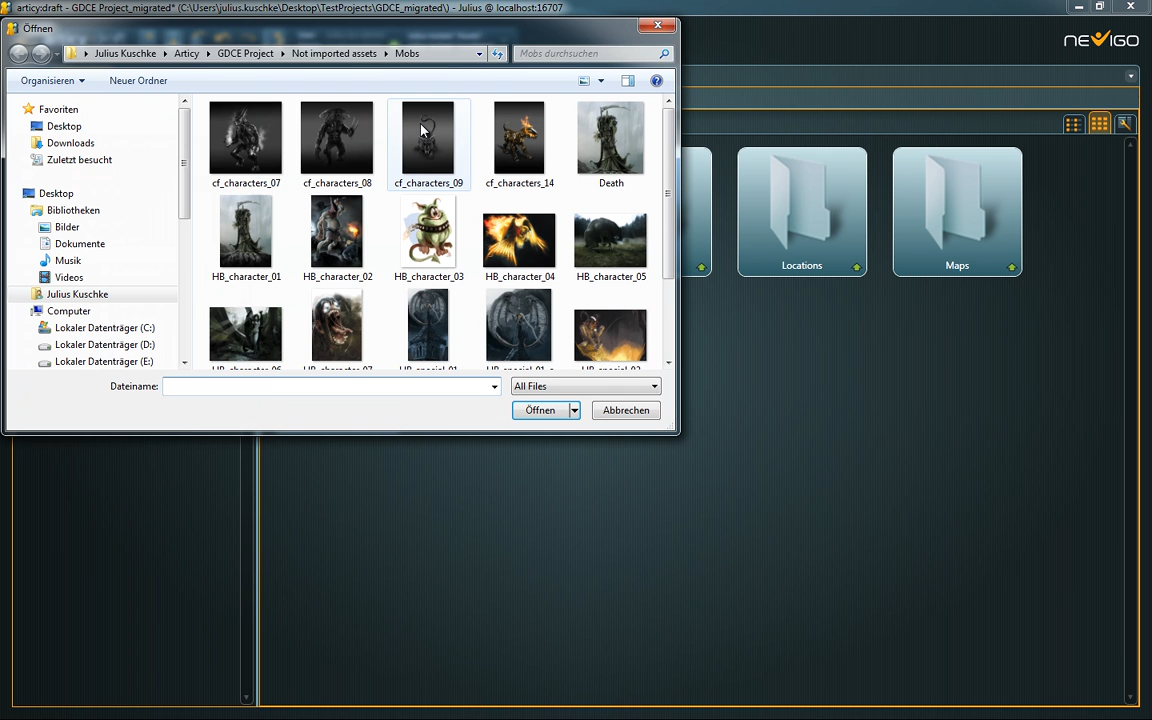 articy:draft - GDCE Project_migrated* (C:\Users\julius.kuschke\Desktop\TestProjects\GDCE_migrated\) - Julius @ localhost:16707
Öffnen
nevigo
Julius Kuschke Articy GDCE Project Not imported assets Mobs
Mobs durchsuchen
Organisieren Neuer Ordner
Favoriten
Desktop
Downloads
Zuletzt besucht
Desktop
Bibliotheken
Bilder
Dokumente
Musik
Videos
Julius Kuschke
Computer
Lokaler Datenträger (C:)
Lokaler Datenträger (D:)
Lokaler Datenträger (E:)
cf_characters_07 cf_characters_08 cf_characters_09 cf_characters_14 Death
HB_character_01 HB_character_02 HB_character_03 HB_character_04 HB_character_05
Locations Maps
Dateiname: All Files
Öffnen Abbrechen